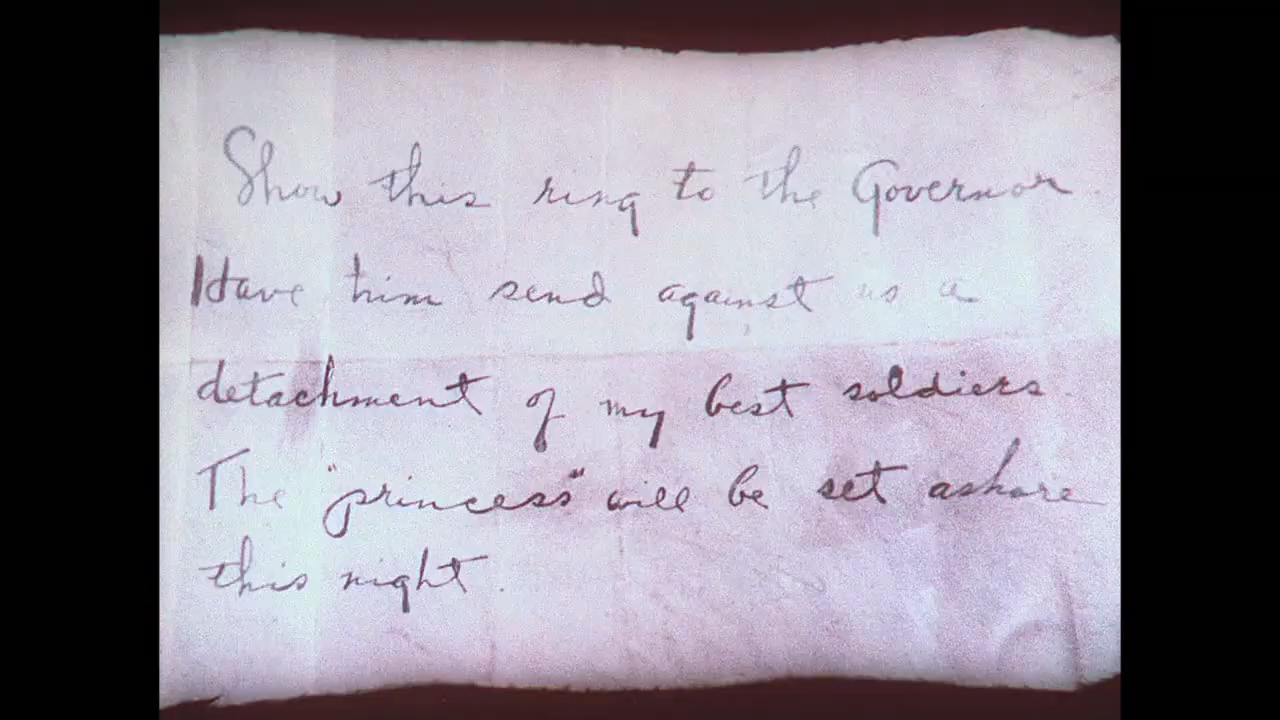 Show this ring to the Governor.
Have him send against us a
detachment of my best soldiers.
The "princess" will be set ashore
this night.